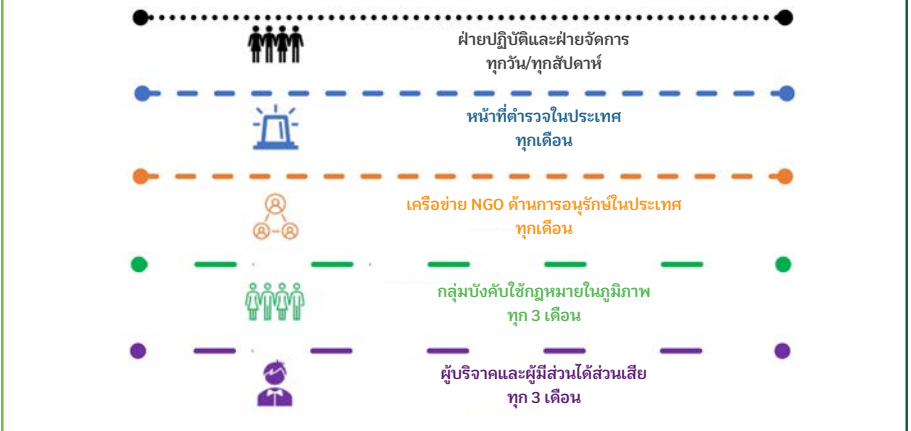 ฝ่ายปฏิบัติและฝ่ายจัดการ
ทุกวัน/ทุกสัปดาห์
หน้าที่ตำรวจในประเทศ
ทุกเดือน
เครือข่าย NGO ด้านการอนุรักษ์ในประเทศ
ทุกเดือน
กลุ่มบังคับใช้กฎหมายในภูมิภาพ
ทุก 3 เดือน
ผู้บริจาคและผู้มีส่วนได้ส่วนเสีย
ทุก 3 เดือน